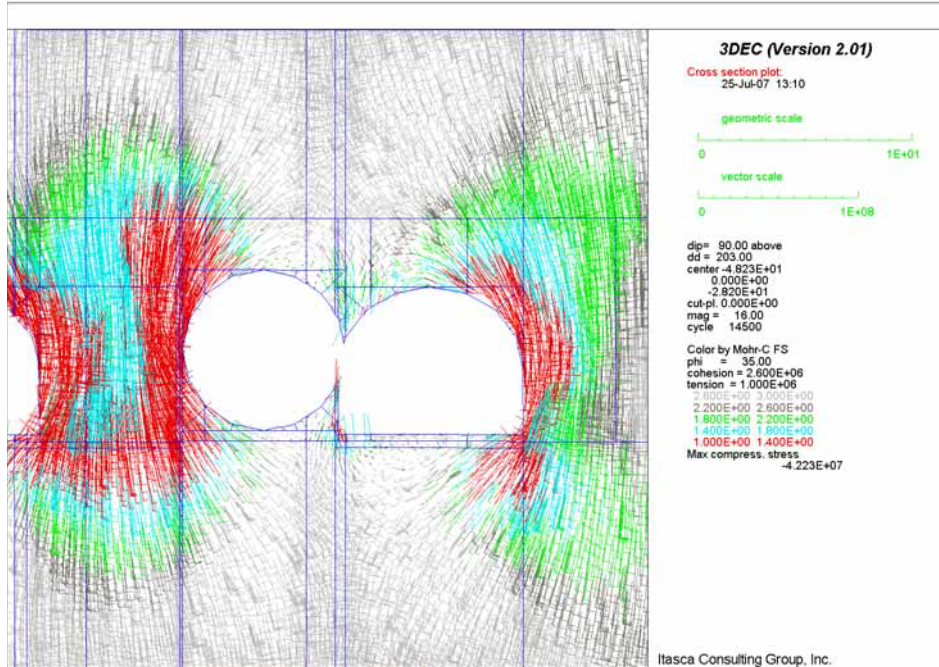 3DEC (Version 2.01)
Cross section plot:
25-Jul-07 13:10
geometric scale
0 1E+01
vector scale
0 1E+08
dip= 90.00 above
dd = 203.00
center -4.823E+01
0.000E+00
-2.820E+01
cut-pl. 0.000E+00
mag = 16.00
cycle 14500
Color by Mohr-C FS
phi = 35.00
cohesion = 2.600E+06
tension = 1.000E+06
2.600E+00 3.000E+00
2.200E+00 2.600E+00
1.800E+00 2.200E+00
1.400E+00 1.800E+00
1.000E+00 1.400E+00
Max compress. stress
-4.223E+07
Itasca Consulting Group, Inc.